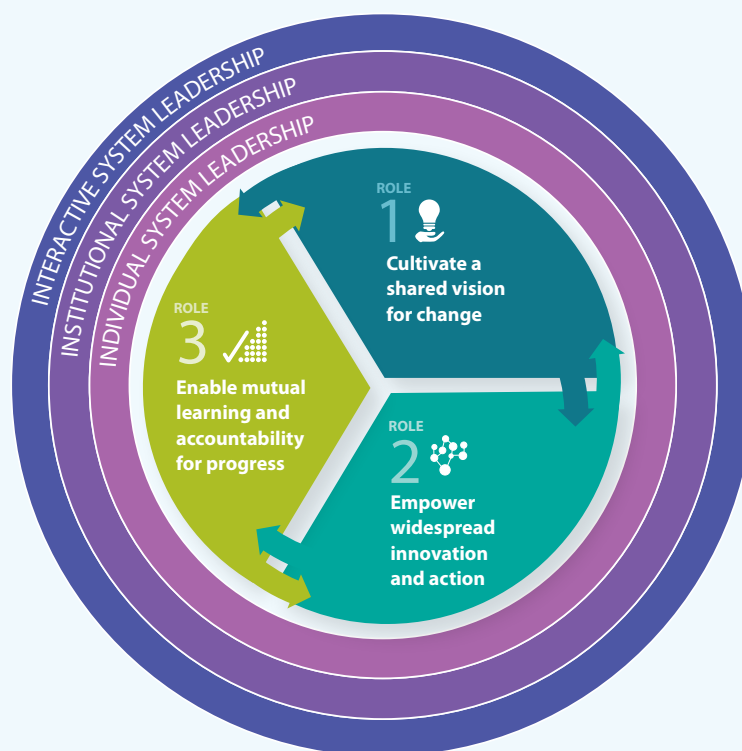 INTERACTIVE SYSTEM LEADERSHIP
INSTITUTIONAL SYSTEM LEADERSHIP
INDIVIDUAL SYSTEM LEADERSHIP
ROLE
1
Cultivate a
shared vision
for change
ROLE
2
Empower
widespread
innovation
and action
ROLE
3
Enable mutual
learning and
accountability
for progress